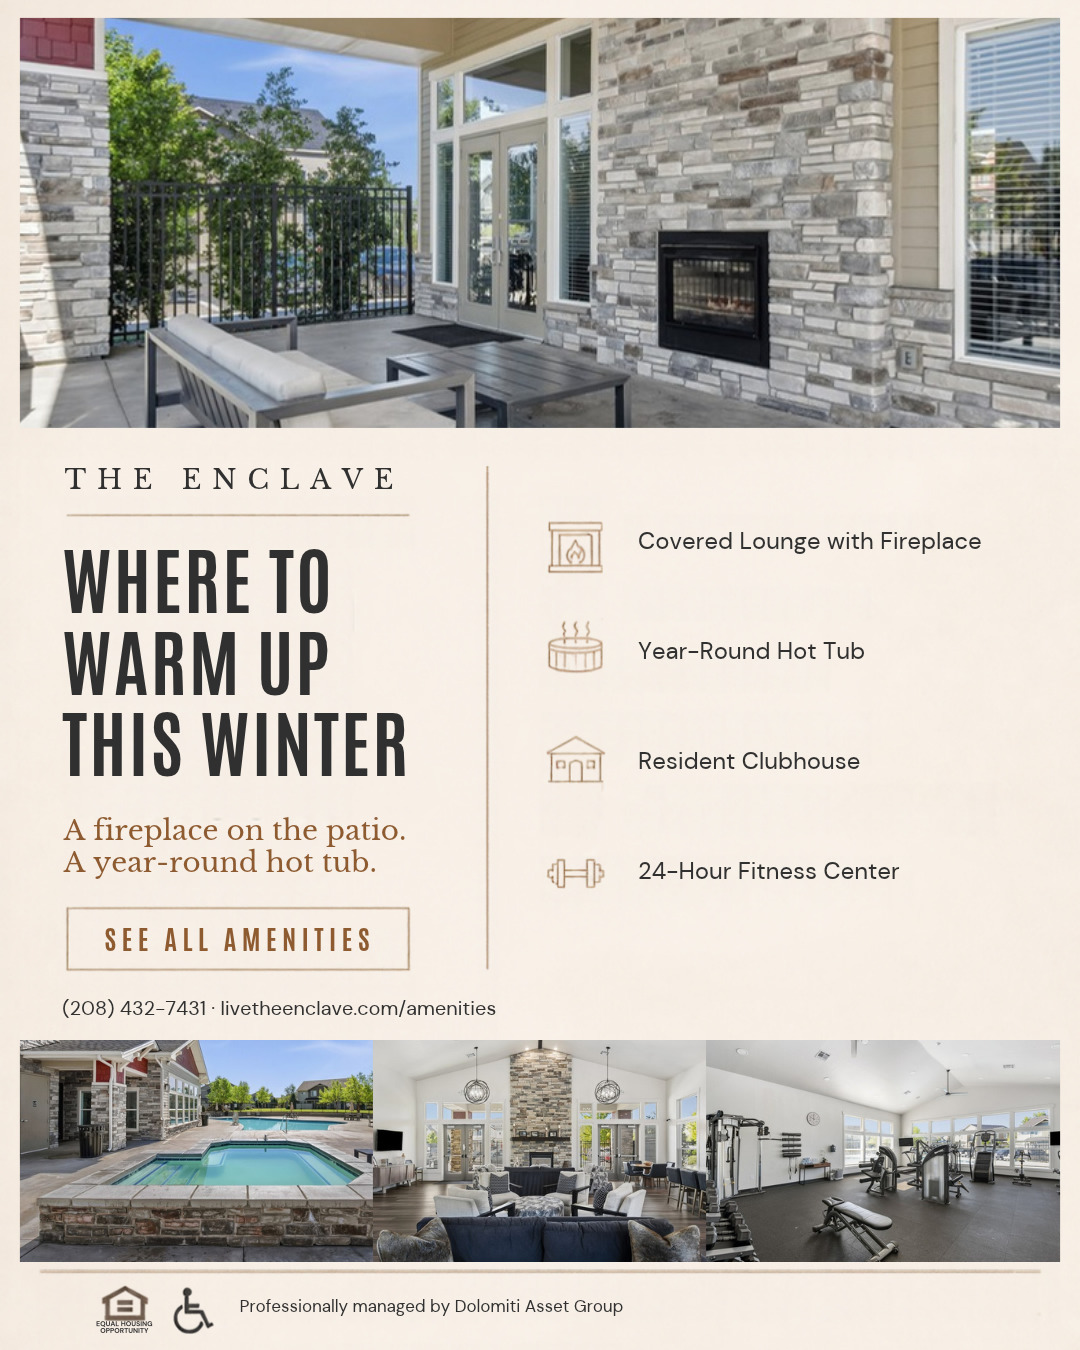 THE ENCLAVE
WHERE TO
WARM UP
THIS WINTER
A fireplace on the patio.
A year-round hot tub.
SEE ALL AMENITIES
(208) 432-7431 · livetheenclave.com/amenities
Covered Lounge with Fireplace
Year-Round Hot Tub
Resident Clubhouse
24-Hour Fitness Center
EQUAL HOUSING
OPPORTUNITY
Professionally managed by Dolomiti Asset Group